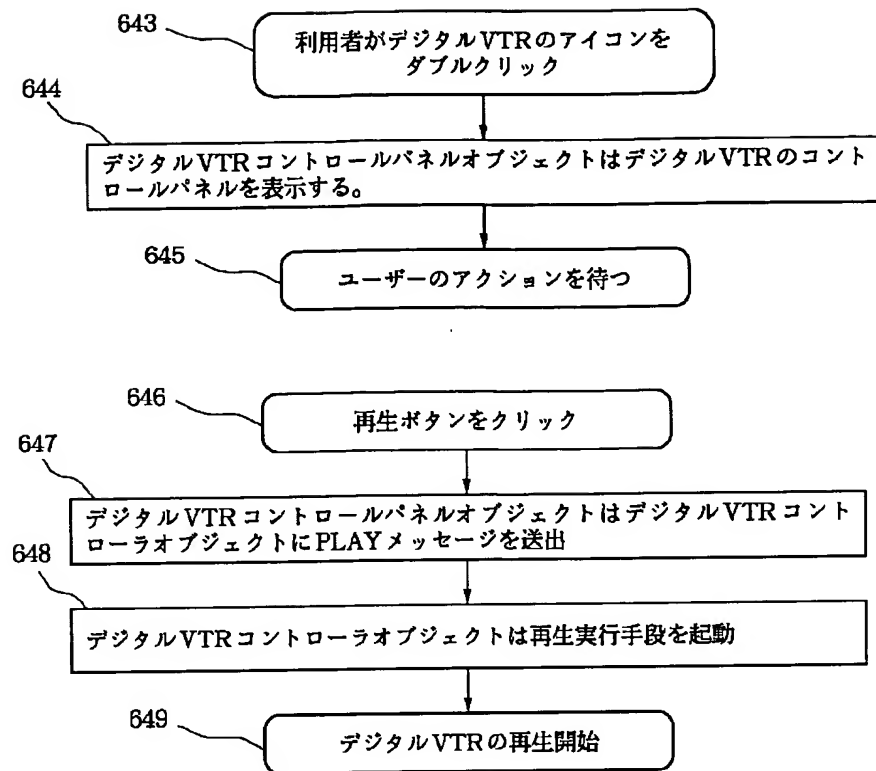 643
利用者がデジタルVTRのアイコンを
ダブルクリック
644
デジタルVTRコントロールパネルオブジェクトはデジタルVTRのコント
ロールパネルを表示する。
645
ユーザーのアクションを待つ
646
再生ボタンをクリック
647
デジタルVTRコントロールパネルオブジェクトはデジタルVTRコント
ローラオブジェクトにPLAYメッセージを送出
648
デジタルVTRコントローラオブジェクトは再生実行手段を起動
649
デジタルVTRの再生開始